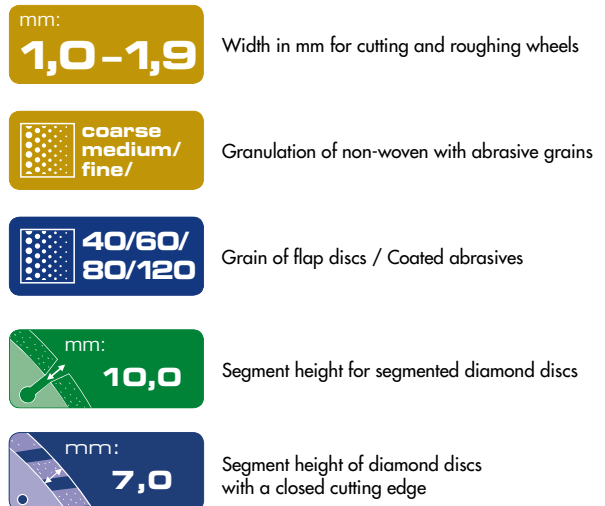 mm:
1,0–1,9
Width in mm for cutting and roughing wheels
coarse
medium/
fine/
Granulation of non-woven with abrasive grains
40/60/
80/120
Grain of flap discs / Coated abrasives
mm:
10,0
Segment height for segmented diamond discs
mm:
7,0
Segment height of diamond discs
with a closed cutting edge